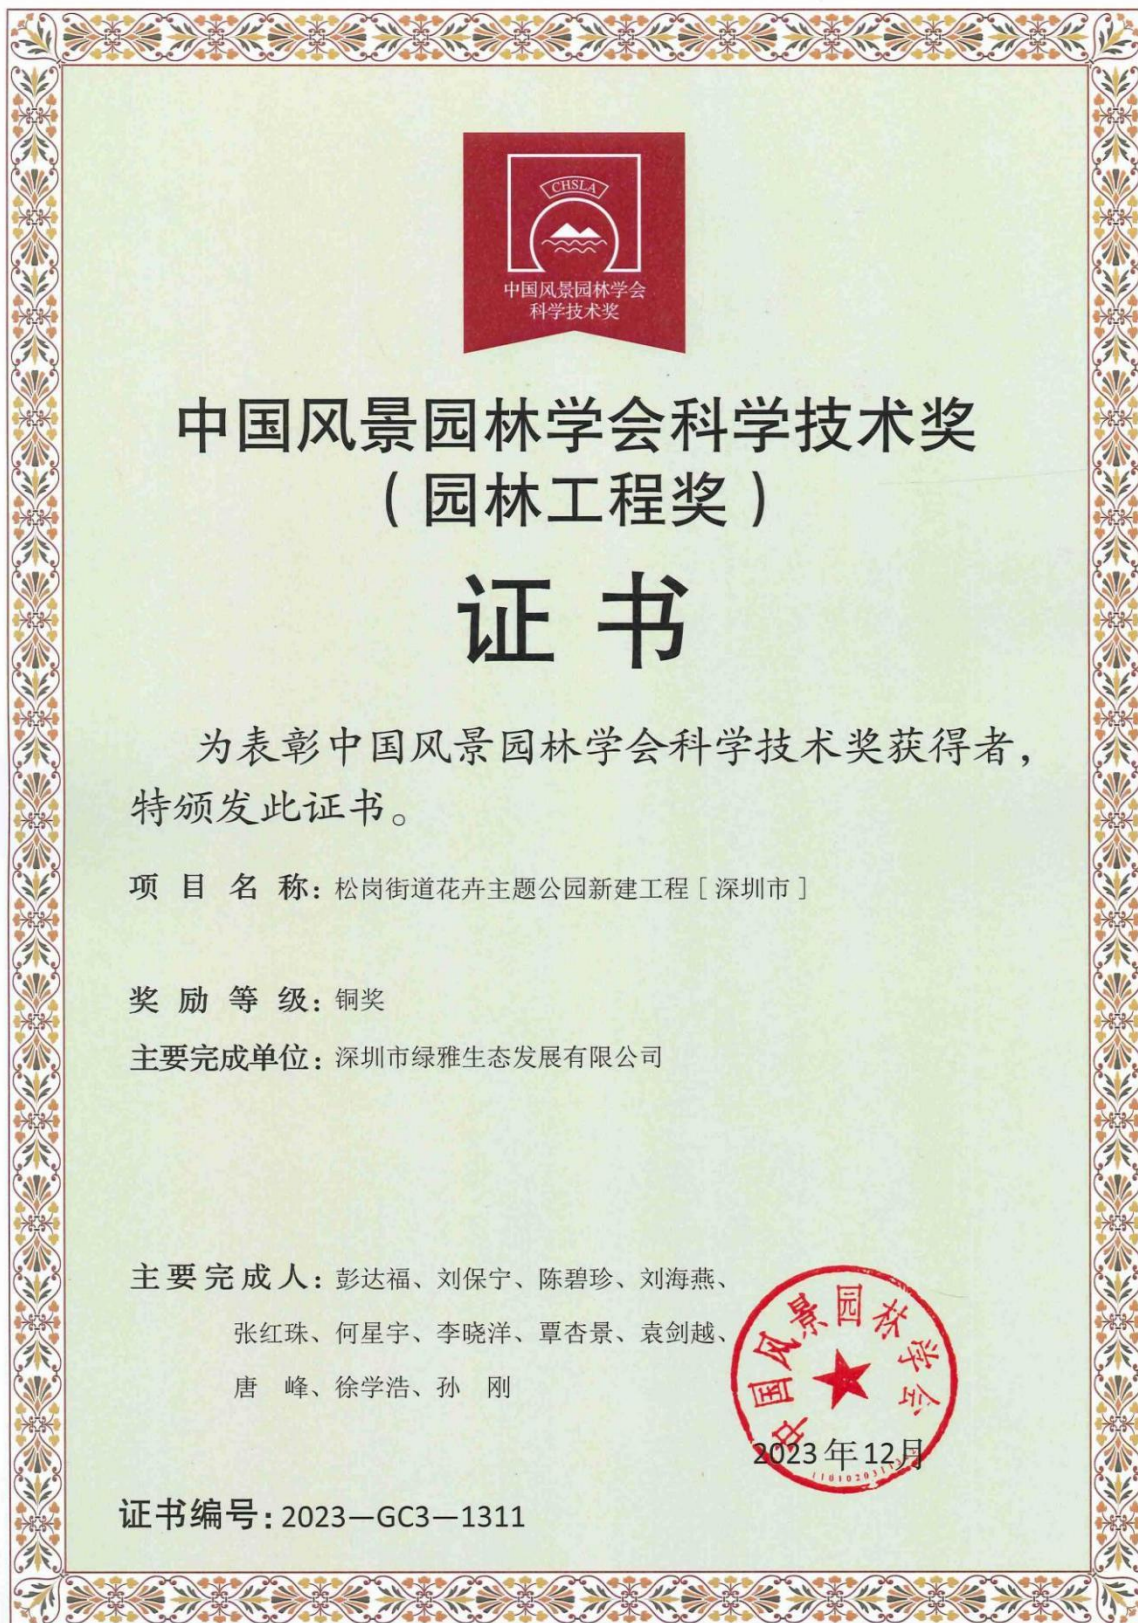 CHSLA
中国风景园林学会
科学技术奖
中国风景园林学会科学技术奖
（园林工程奖）
证书
为表彰中国风景园林学会科学技术奖获得者，
特颁发此证书。
项目名称：松岗街道花卉主题公园新建工程［深圳市］
奖励等级：铜奖
主要完成单位：深圳市绿雅生态发展有限公司
主要完成人：彭达福、刘保宁、陈碧珍、刘海燕、
张红珠、何星宇、李晓洋、覃杏景、袁剑越、
唐　峰、徐学浩、孙　刚
中国风景园林学会
2023年12月
证书编号：2023—GC3—1311